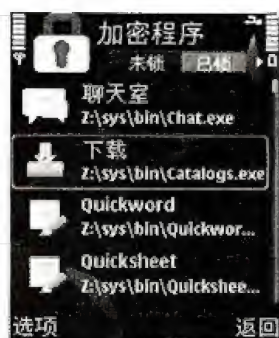 加密程序
未锁 已锁
聊天室
Z:\sys\bin\Chat.exe
下载
Z:\sys\bin\Catalogs.exe
Quickword
Z:\sys\bin\Quickwor...
Quicksheet
Z:\sys\bin\Quickshee...
选项 返回